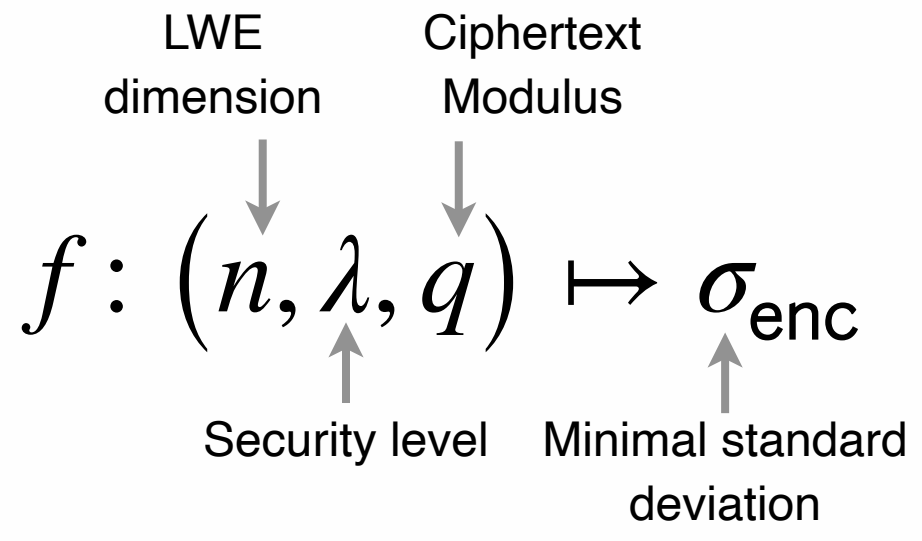 LWE
dimension
Ciphertext
Modulus
f : (n, λ, q) ↦ σenc
Security level
Minimal standard
deviation